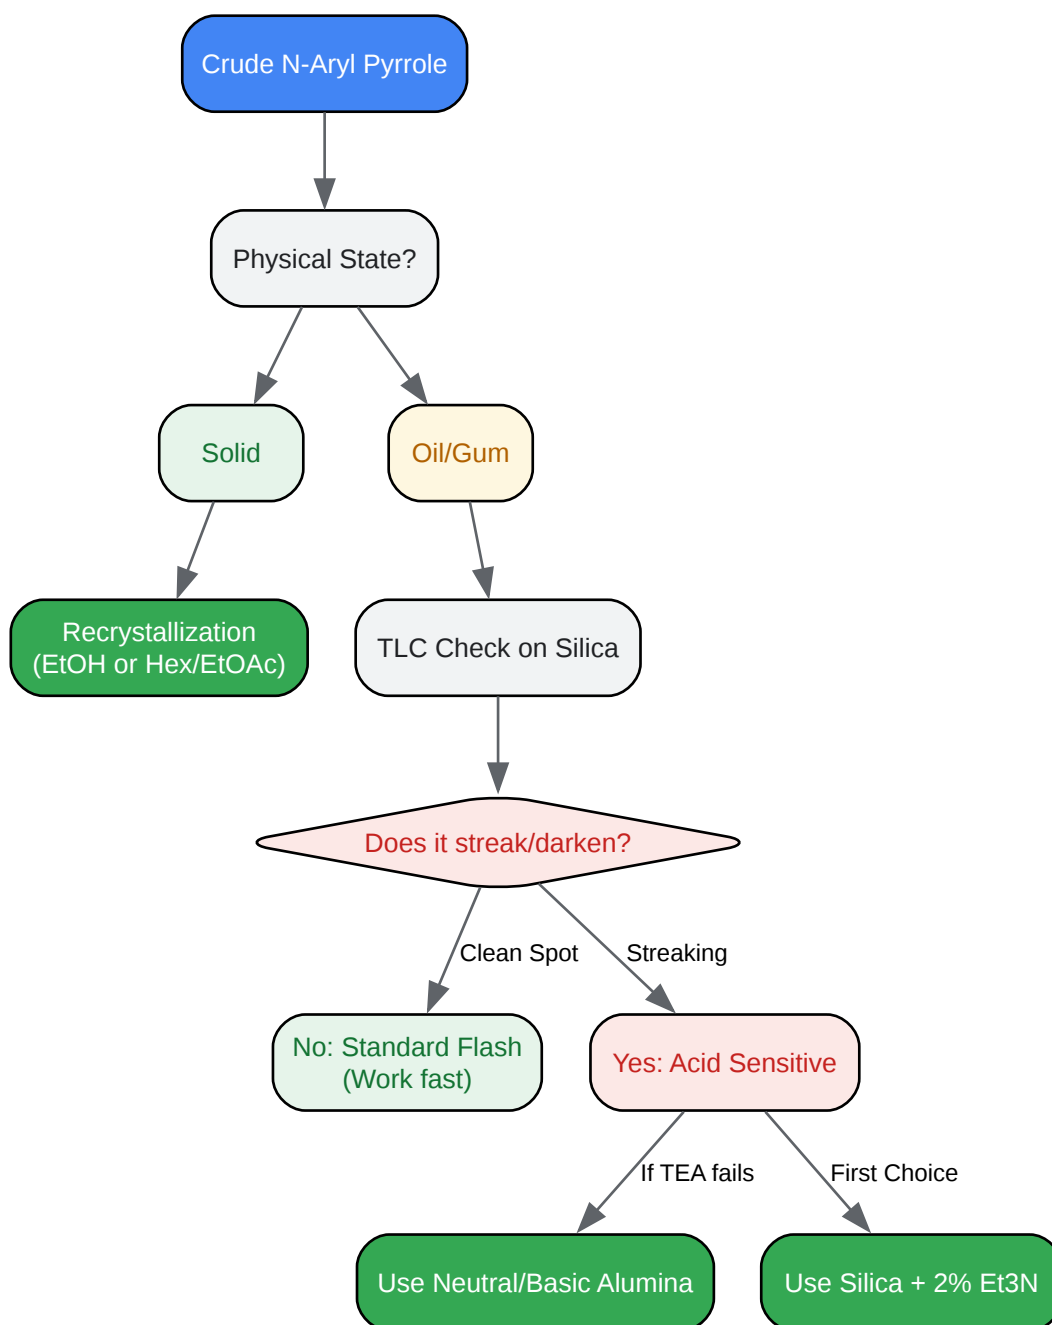 Crude N-Aryl Pyrrole
Physical State?
Solid
Oil/Gum
Recrystallization
(EtOH or Hex/EtOAc)
TLC Check on Silica
Does it streak/darken?
Clean Spot
Streaking
No: Standard Flash
(Work fast)
Yes: Acid Sensitive
If TEA fails
First Choice
Use Neutral/Basic Alumina
Use Silica + 2% Et3N